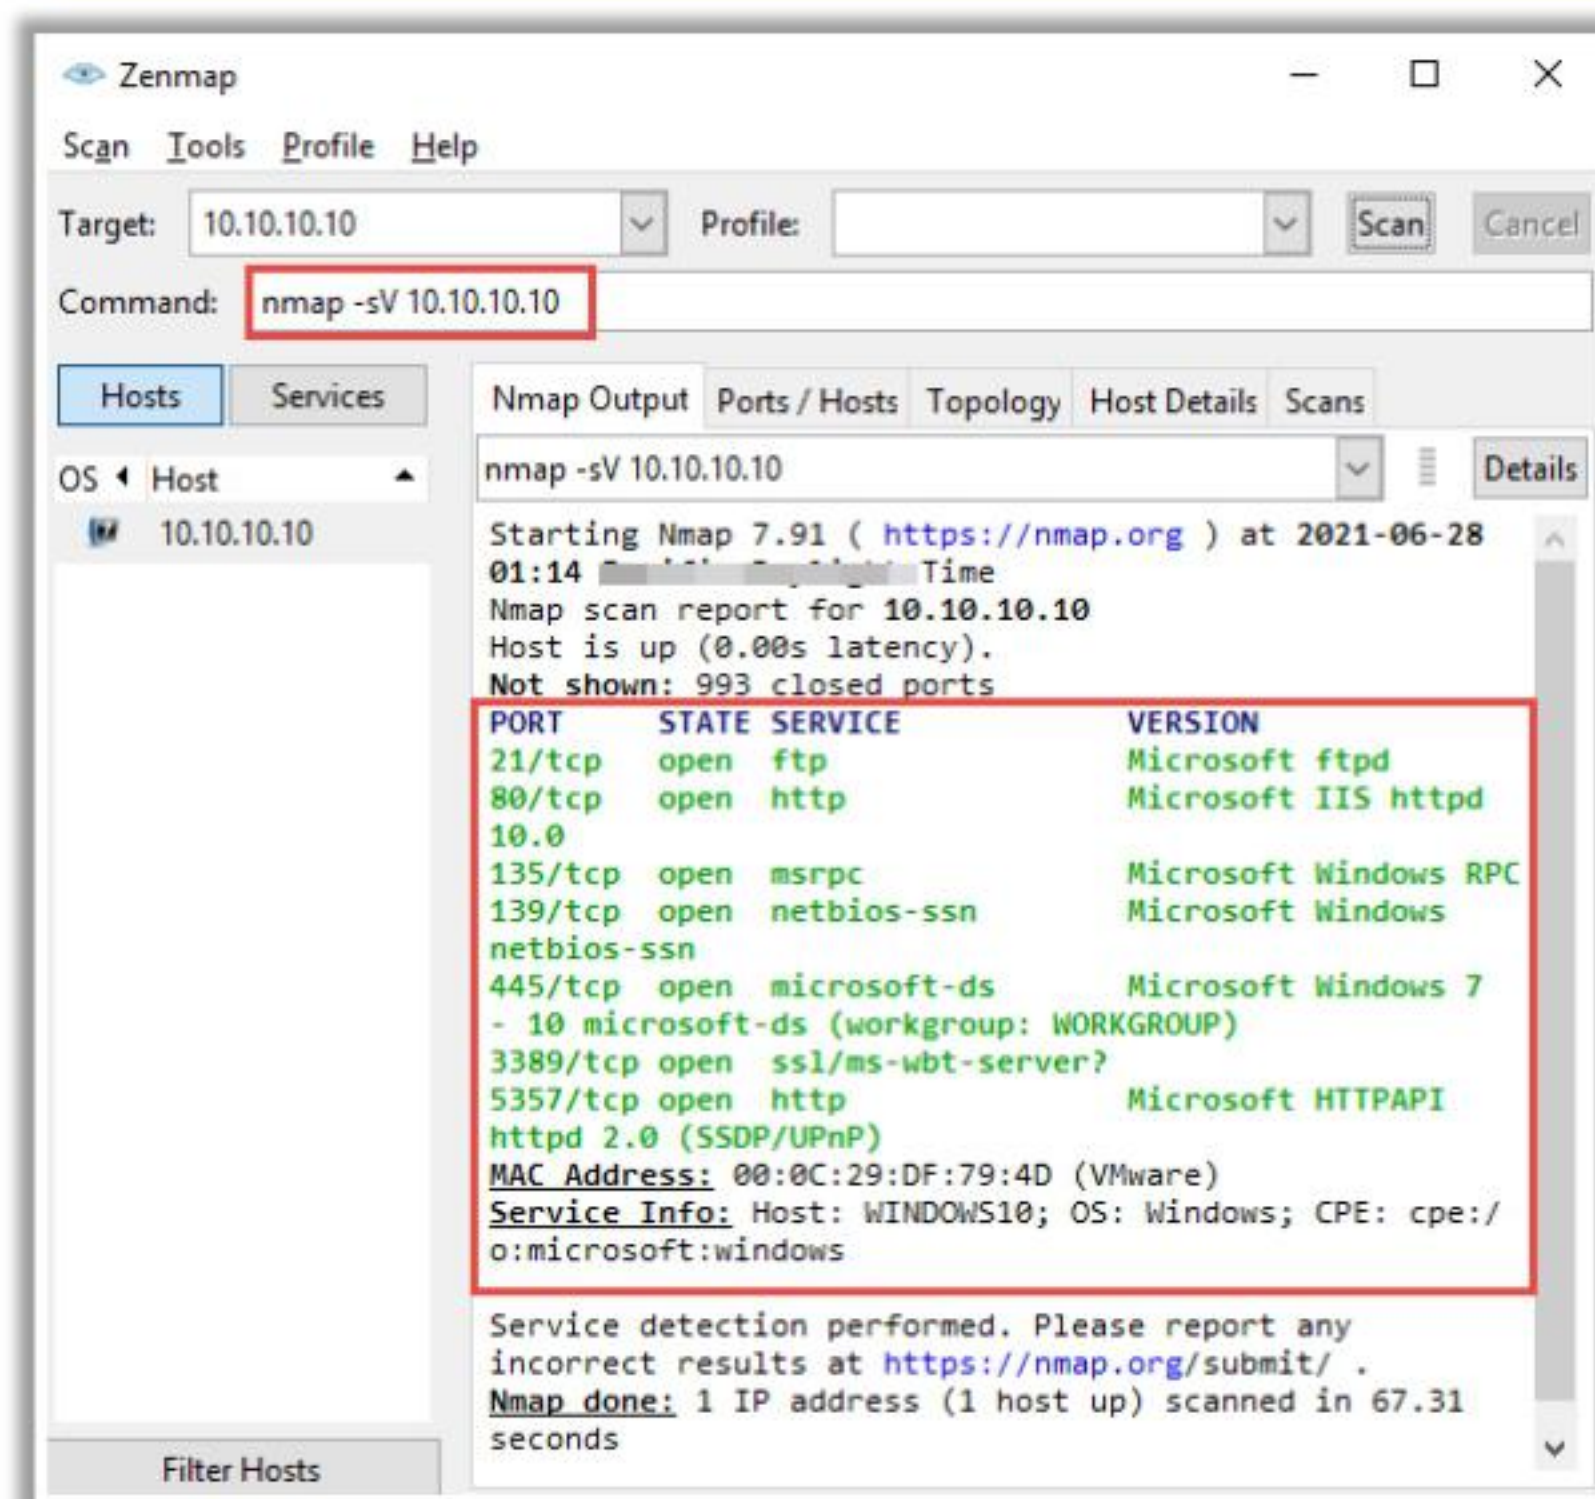 Zenmap
Scan Tools Profile Help
Target: 10.10.10.10 Profile: Scan Cancel
Command: nmap -sV 10.10.10.10
Hosts Services
OS Host
10.10.10.10
Filter Hosts
Nmap Output Ports / Hosts Topology Host Details Scans
nmap -sV 10.10.10.10 Details
Starting Nmap 7.91 ( https://nmap.org ) at 2021-06-28
01:14 Time
Nmap scan report for 10.10.10.10
Host is up (0.00s latency).
Not shown: 993 closed ports
PORT STATE SERVICE VERSION
21/tcp open ftp Microsoft ftpd
80/tcp open http Microsoft IIS httpd
10.0
135/tcp open msrpc Microsoft Windows RPC
139/tcp open netbios-ssn Microsoft Windows
netbios-ssn
445/tcp open microsoft-ds Microsoft Windows 7
- 10 microsoft-ds (workgroup: WORKGROUP)
3389/tcp open ssl/ms-wbt-server?
5357/tcp open http Microsoft HTTPAPI
httpd 2.0 (SSDP/UPnP)
MAC Address: 00:0C:29:DF:79:4D (VMware)
Service Info: Host: WINDOWS10; OS: Windows; CPE: cpe:/
o:microsoft:windows
Service detection performed. Please report any
incorrect results at https://nmap.org/submit/ .
Nmap done: 1 IP address (1 host up) scanned in 67.31
seconds